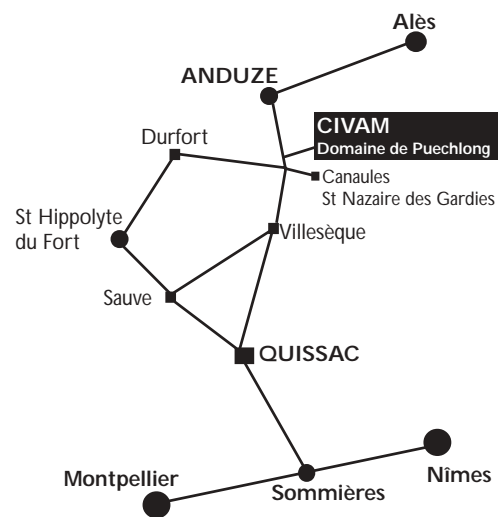 Alès
ANDUZE
CIVAM
Domaine de Puechlong
Durfort
Canaules
St Nazaire des Gardies
St Hippolyte
du Fort
Villesèque
Sauve
QUISSAC
Montpellier
Sommières
Nîmes